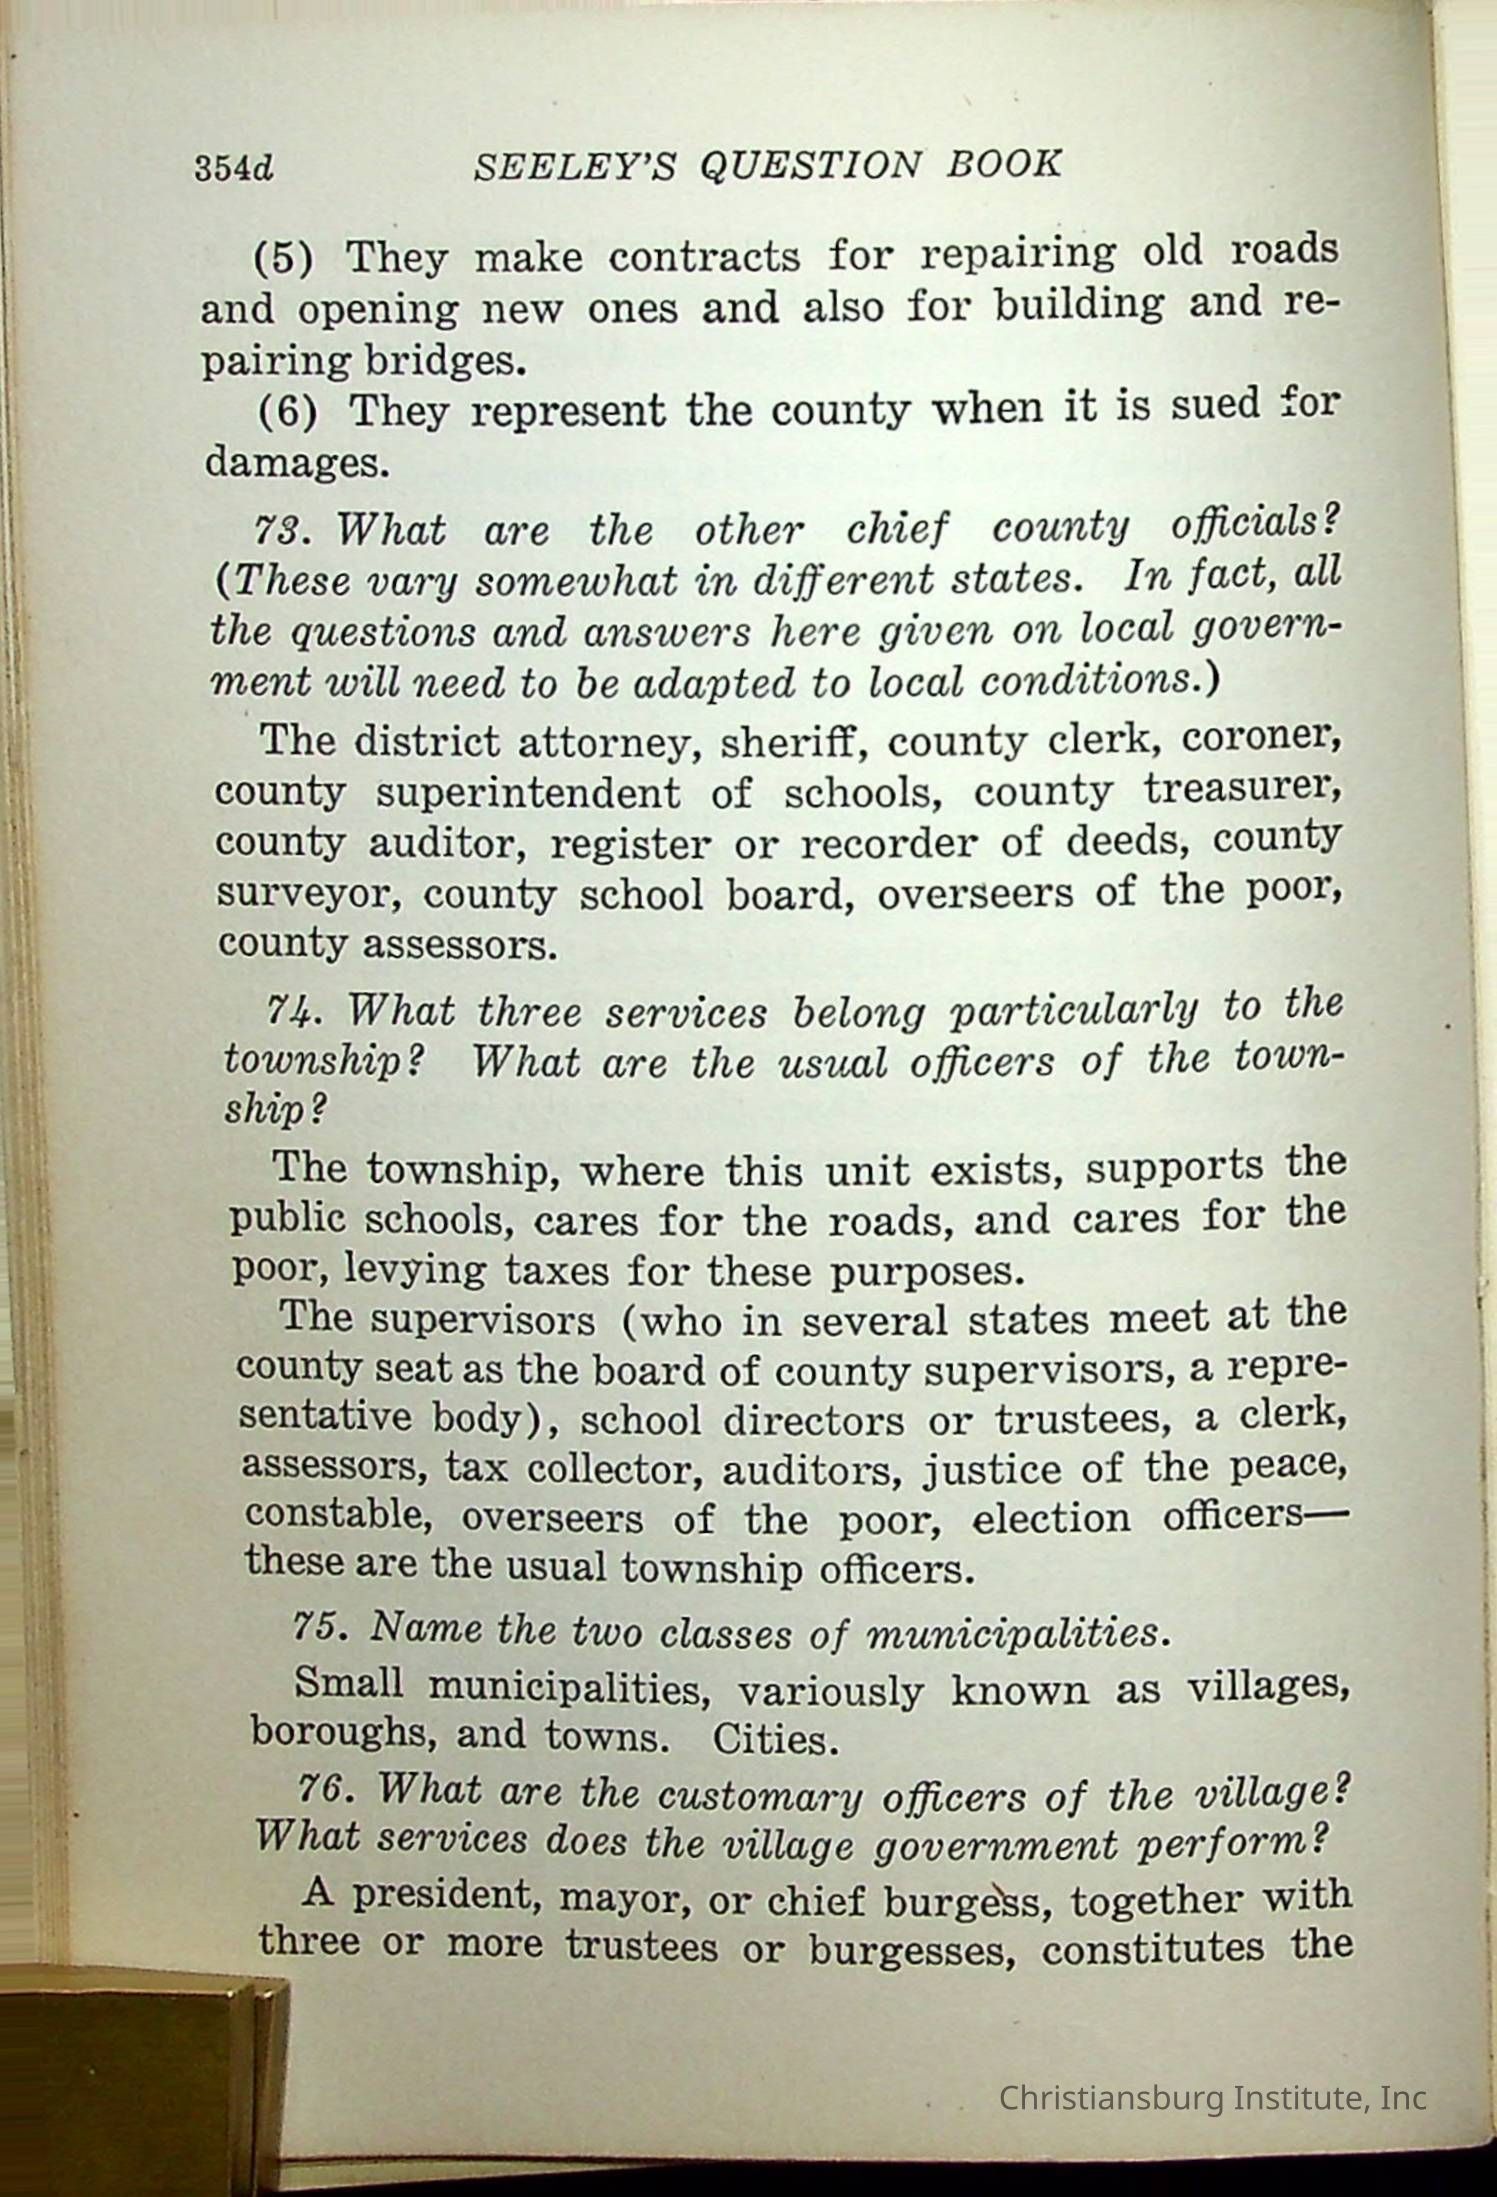 354d SEELEY'S QUESTION BOOK
(5) They make contracts for repairing old roads
and opening new ones and also for building and re-
pairing bridges.
(6) They represent the county when it is sued for
damages.
73. What are the other chief county officials?
(These vary somewhat in different states. In fact, all
the questions and answers here given on local govern-
ment will need to be adapted to local conditions.)
The district attorney, sheriff, county clerk, coroner,
county superintendent of schools, county treasurer,
county auditor, register or recorder of deeds, county
surveyor, county school board, overseers of the poor,
county assessors.
74. What three services belong particularly to the
township? What are the usual officers of the town-
ship?
The township, where this unit exists, supports the
public schools, cares for the roads, and cares for the
poor, levying taxes for these purposes.
The supervisors (who in several states meet at the
county seat as the board of county supervisors, a repre-
sentative body), school directors or trustees, a clerk,
assessors, tax collector, auditors, justice of the peace,
constable, overseers of the poor, election officers—
these are the usual township officers.
75. Name the two classes of municipalities.
Small municipalities, variously known as villages,
boroughs, and towns. Cities.
76. What are the customary officers of the village?
What services does the village government perform?
A president, mayor, or chief burgess, together with
three or more trustees or burgesses, constitutes the
Christiansburg Institute, Inc